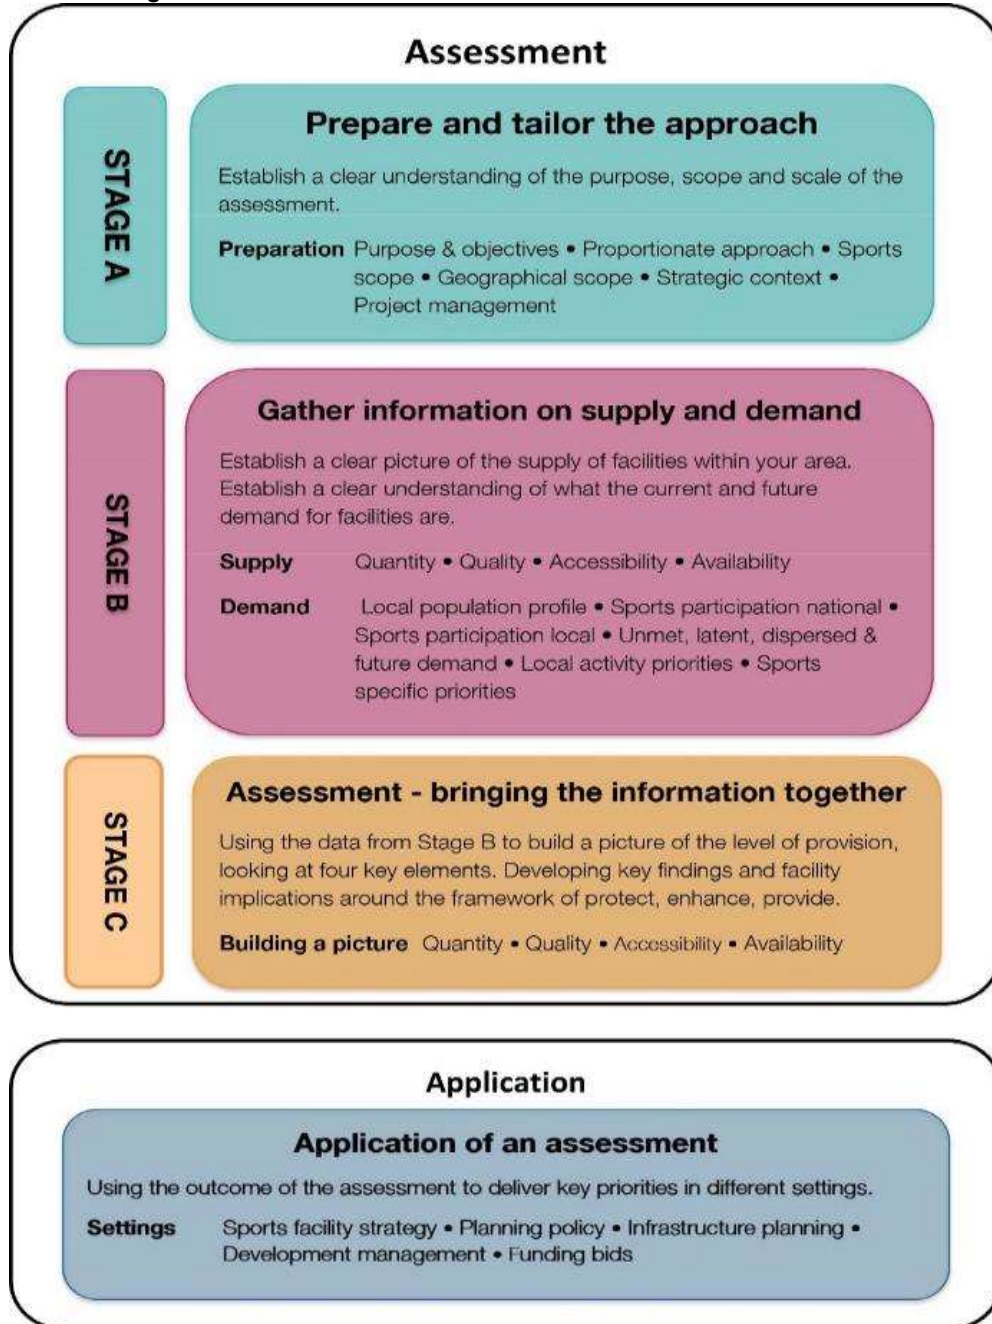 Assessment
STAGE A
Prepare and tailor the approach
Establish a clear understanding of the purpose, scope and scale of the
assessment.
Preparation Purpose & objectives • Proportionate approach • Sports
scope • Geographical scope • Strategic context •
Project management
STAGE B
Gather information on supply and demand
Establish a clear picture of the supply of facilities within your area.
Establish a clear understanding of what the current and future
demand for facilities are.
Supply Quantity • Quality • Accessibility • Availability
Demand Local population profile • Sports participation national •
Sports participation local • Unmet, latent, dispersed &
future demand • Local activity priorities • Sports
specific priorities
STAGE C
Assessment - bringing the information together
Using the data from Stage B to build a picture of the level of provision,
looking at four key elements. Developing key findings and facility
implications around the framework of protect, enhance, provide.
Building a picture Quantity • Quality • Accessibility • Availability
Application
Application of an assessment
Using the outcome of the assessment to deliver key priorities in different settings.
Settings Sports facility strategy • Planning policy • Infrastructure planning •
Development management • Funding bids